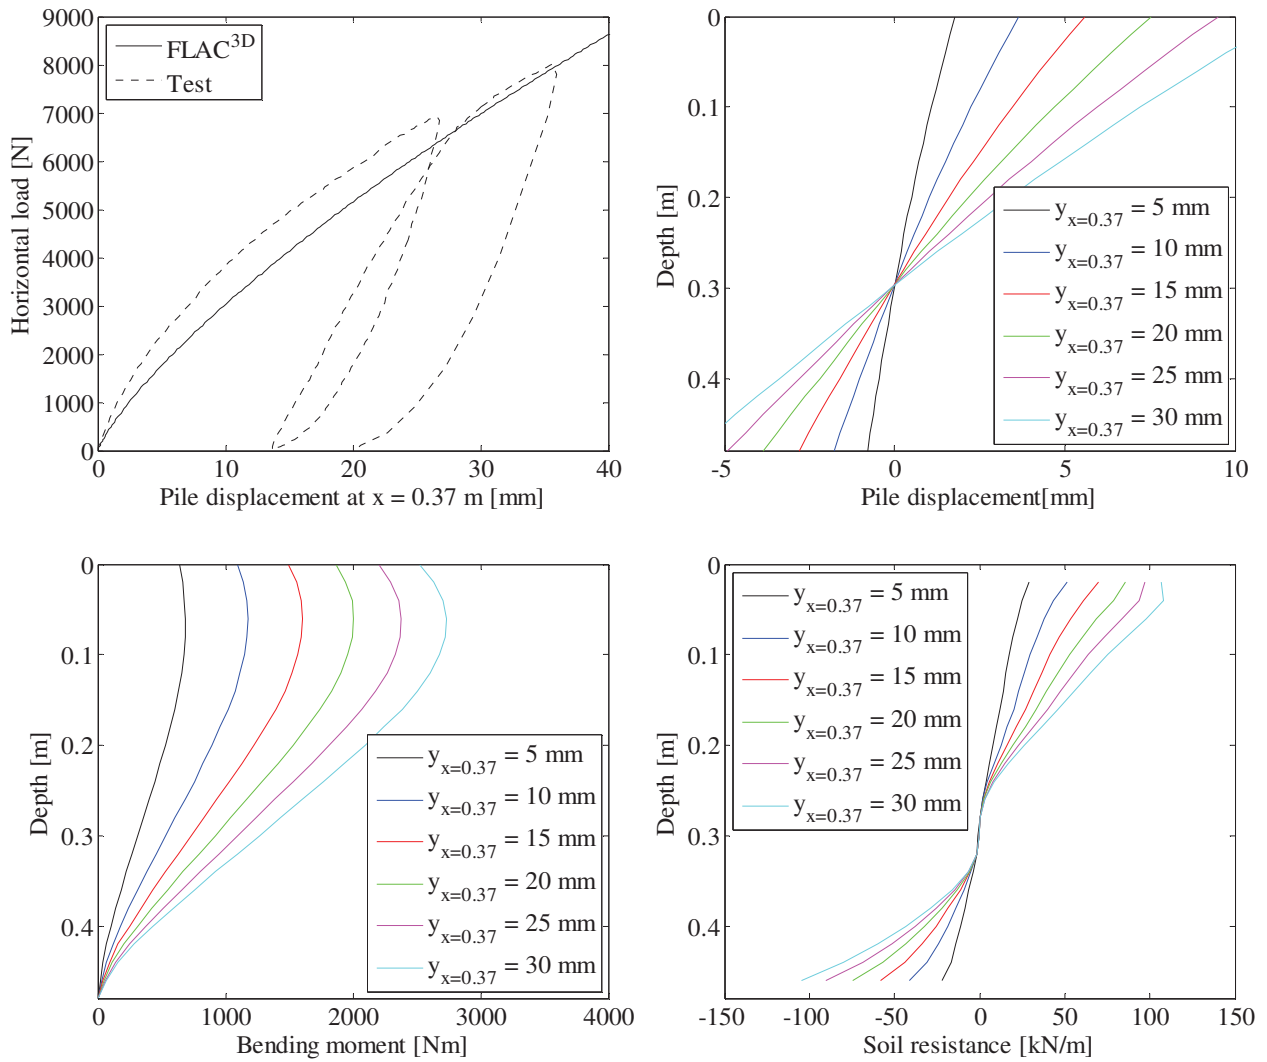 9000
8000
7000
6000
5000
4000
3000
2000
1000
0
Horizontal load [N]
FLAC3D
Test
0 10 20 30 40
Pile displacement at x = 0.37 m [mm]
0
0.1
0.2
0.3
0.4
Depth [m]
yx=0.37 = 5 mm
yx=0.37 = 10 mm
yx=0.37 = 15 mm
yx=0.37 = 20 mm
yx=0.37 = 25 mm
yx=0.37 = 30 mm
-5 0 5 10
Pile displacement[mm]
0
0.1
0.2
0.3
0.4
Depth [m]
yx=0.37 = 5 mm
yx=0.37 = 10 mm
yx=0.37 = 15 mm
yx=0.37 = 20 mm
yx=0.37 = 25 mm
yx=0.37 = 30 mm
0 1000 2000 3000 4000
Bending moment [Nm]
0
0.1
0.2
0.3
0.4
Depth [m]
yx=0.37 = 5 mm
yx=0.37 = 10 mm
yx=0.37 = 15 mm
yx=0.37 = 20 mm
yx=0.37 = 25 mm
yx=0.37 = 30 mm
-150 -100 -50 0 50 100 150
Soil resistance [kN/m]